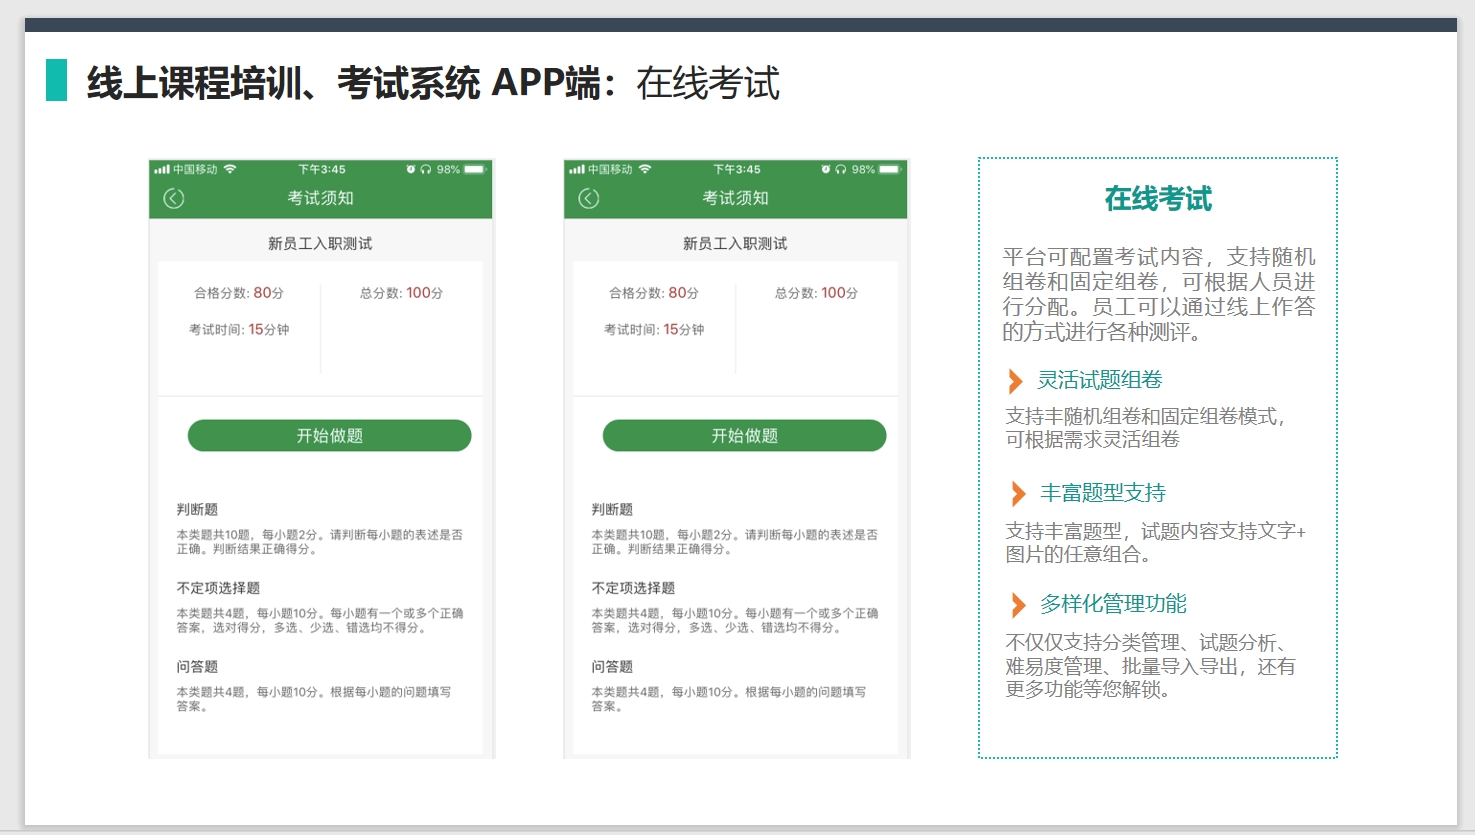 线上课程培训、考试系统 APP端：在线考试
中国移动 下午3:45 98%
考试须知
新员工入职测试
合格分数: 80分 总分数: 100分
考试时间: 15分钟
开始做题
判断题
本类题共10题，每小题2分。请判断每小题的表述是否
正确。判断结果正确得分。
不定项选择题
本类题共4题，每小题10分。每小题有一个或多个正确
答案，选对得分，多选、少选、错选均不得分。
问答题
本类题共4题，每小题10分。根据每小题的问题填写
答案。
中国移动 下午3:45 98%
考试须知
新员工入职测试
合格分数: 80分 总分数: 100分
考试时间: 15分钟
开始做题
判断题
本类题共10题，每小题2分。请判断每小题的表述是否
正确。判断结果正确得分。
不定项选择题
本类题共4题，每小题10分。每小题有一个或多个正确
答案，选对得分，多选、少选、错选均不得分。
问答题
本类题共4题，每小题10分。根据每小题的问题填写
答案。
在线考试
平台可配置考试内容，支持随机
组卷和固定组卷，可根据人员进
行分配。员工可以通过线上作答
的方式进行各种测评。
灵活试题组卷
支持丰随机组卷和固定组卷模式，
可根据需求灵活组卷
丰富题型支持
支持丰富题型，试题内容支持文字+
图片的任意组合。
多样化管理功能
不仅仅支持分类管理、试题分析、
难易度管理、批量导入导出，还有
更多功能等您解锁。